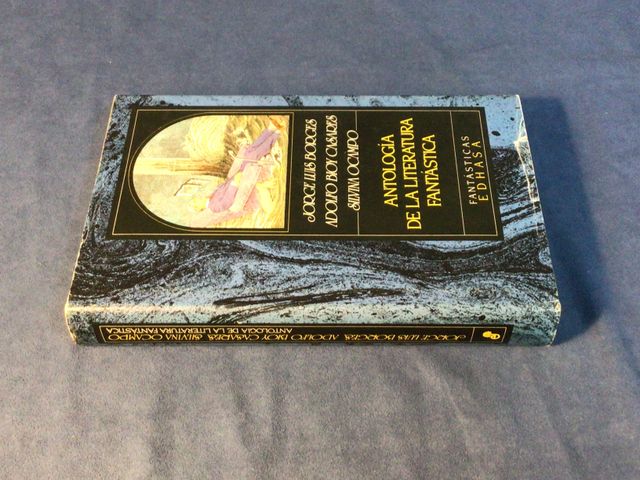 JORGE LUIS BORGES
ADOLFO BIOY CASARES
SILVINA OCAMPO
ANTOLOGÍA
DE LA LITERATURA
FANTÁSTICA
FANTÁSTICAS
EDHASA
JORGE LUIS BORGES, ADOLFO BIOY CASARES, SILVINA OCAMPO
ANTOLOGÍA DE LA LITERATURA FANTÁSTICA